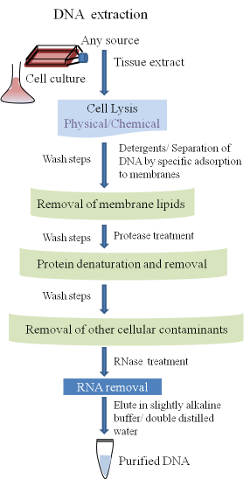 DNA extraction
Any source
Cell culture
Tissue extract
Cell Lysis
Physical/Chemical
Wash steps
Detergents/ Separation of
DNA by specific adsorption
to membranes
Removal of membrane lipids
Wash steps
Protease treatment
Protein denaturation and removal
Wash steps
Removal of other cellular contaminants
RNase treatment
RNA removal
Elute in slightly alkaline
buffer/ double distilled
water
Purified DNA